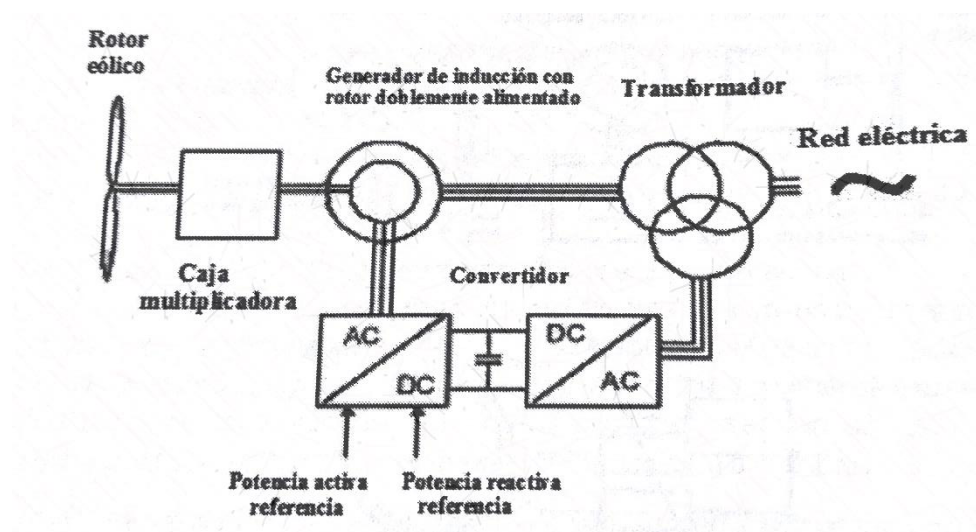 Rotor
eólico
Generador de inducción con
rotor doblemente alimentado
Transformador
Red eléctrica
Caja
multiplicadora
Convertidor
AC
DC
DC
AC
Potencia activa
referencia
Potencia reactiva
referencia